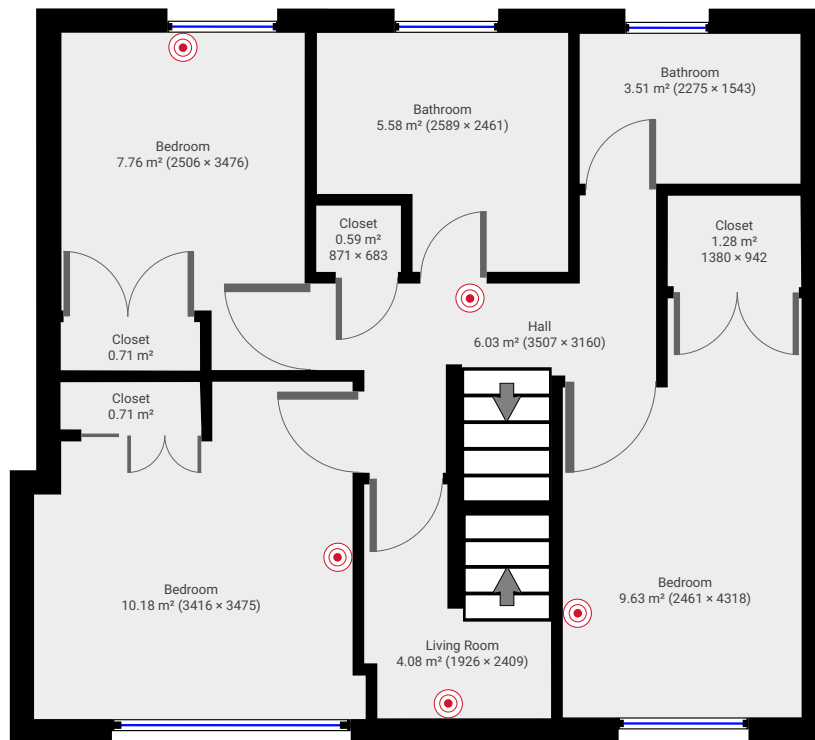 Bedroom
7.76 m² (2506 × 3476)
Bathroom
5.58 m² (2589 × 2461)
Bathroom
3.51 m² (2275 × 1543)
Closet
0.59 m²
871 × 683
Closet
1.28 m²
1380 × 942
Closet
0.71 m²
Hall
6.03 m² (3507 × 3160)
Closet
0.71 m²
Bedroom
10.18 m² (3416 × 3475)
Bedroom
9.63 m² (2461 × 4318)
Living Room
4.08 m² (1926 × 2409)